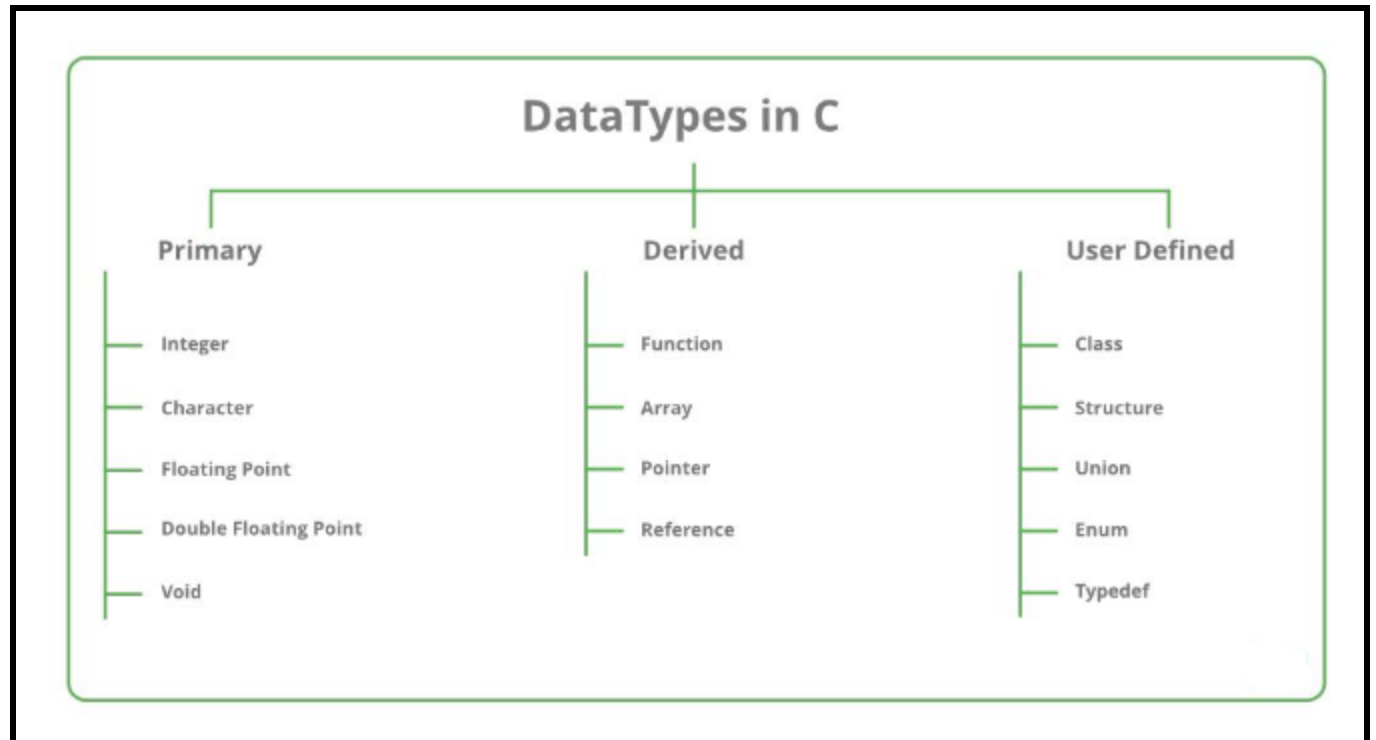 DataTypes in C
Primary
Integer
Character
Floating Point
Double Floating Point
Void
Derived
Function
Array
Pointer
Reference
User Defined
Class
Structure
Union
Enum
Typedef